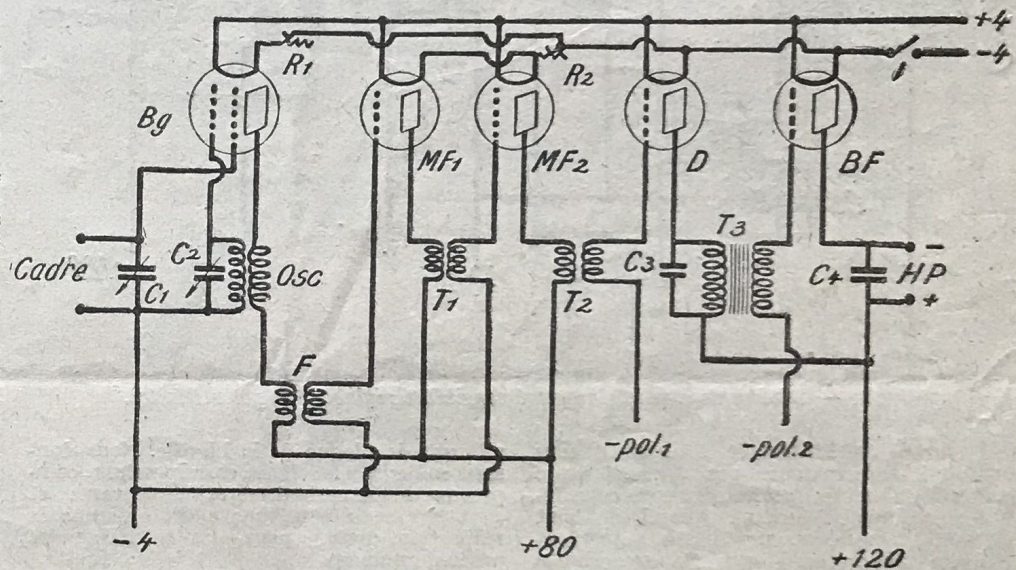 +4
-4
R1
R2
Bg
MF1
MF2
D
BF
T3
Cadre
C2
C1
Osc
T1
T2
C3
C4
-
HP
+
F
-pol.1
-pol.2
-4
+80
+120